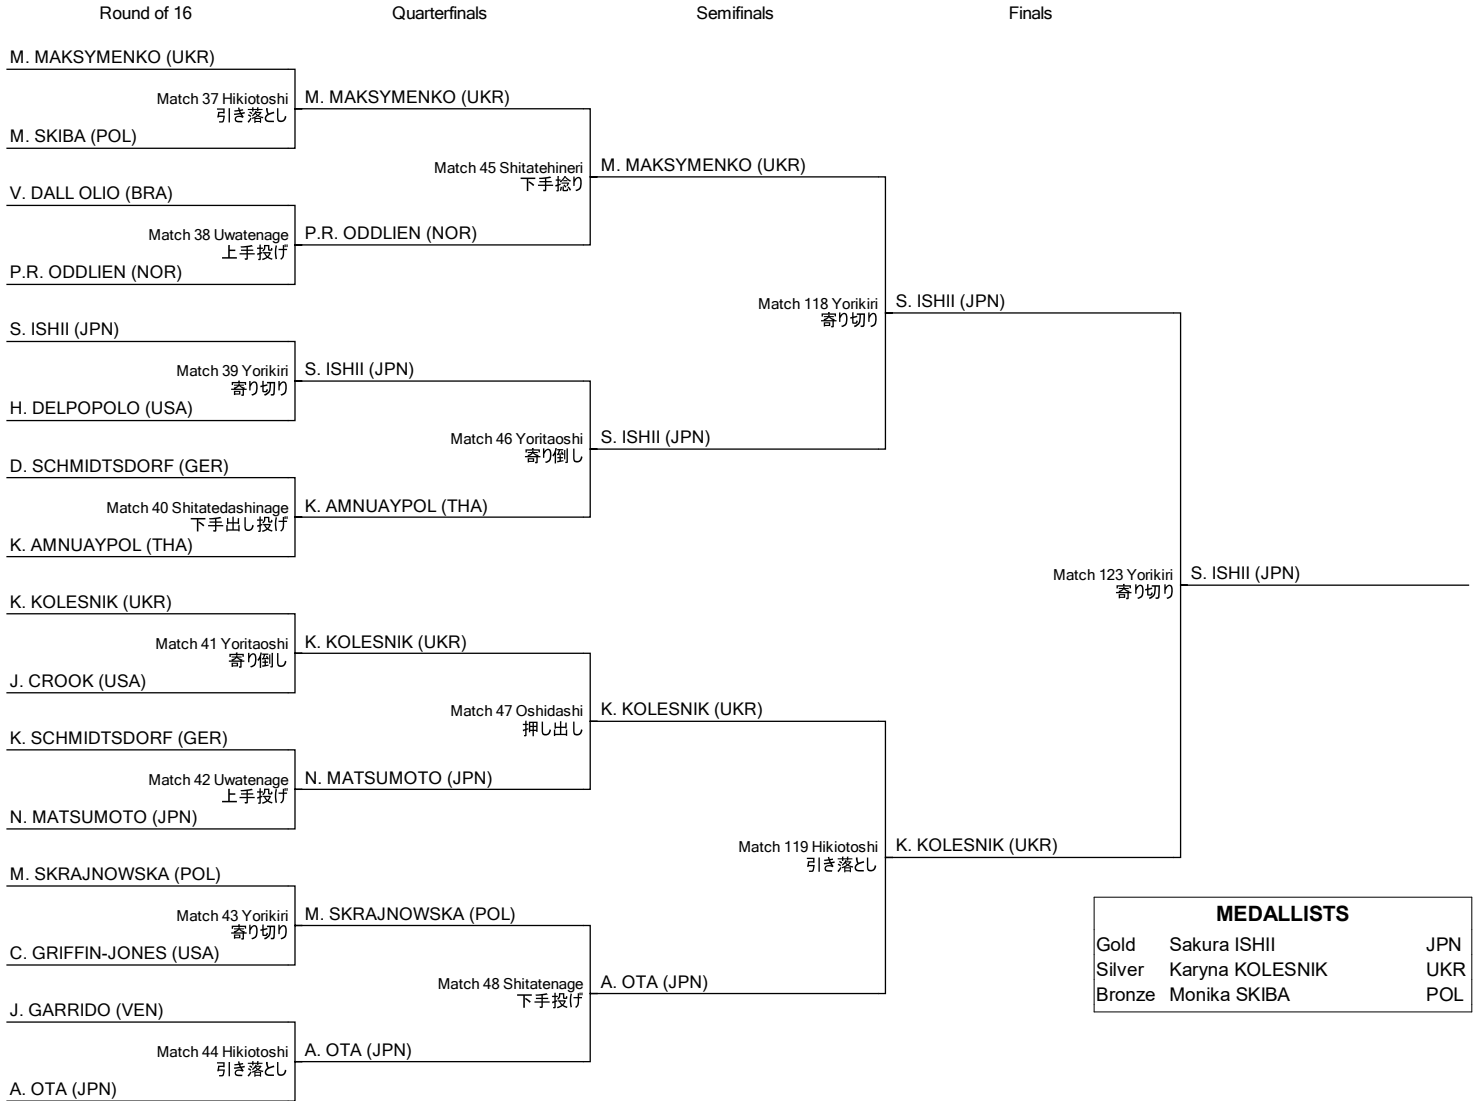 Round of 16 Quarterfinals Semifinals Finals
M. MAKSYMENKO (UKR)
Match 37 Hikiotoshi
引き落とし
M. MAKSYMENKO (UKR)
M. SKIBA (POL)
Match 45 Shitatehineri
下手捻り
M. MAKSYMENKO (UKR)
V. DALL OLIO (BRA)
Match 38 Uwatenage
上手投げ
P.R. ODDLIEN (NOR)
P.R. ODDLIEN (NOR)
Match 118 Yorikiri
寄り切り
S. ISHII (JPN)
S. ISHII (JPN)
Match 39 Yorikiri
寄り切り
S. ISHII (JPN)
H. DELPOPOLO (USA)
Match 46 Yoritaoshi
寄り倒し
S. ISHII (JPN)
D. SCHMIDTSDORF (GER)
Match 40 Shitatedashinage
下手出し投げ
K. AMNUAYPOL (THA)
K. AMNUAYPOL (THA)
Match 123 Yorikiri
寄り切り
S. ISHII (JPN)
K. KOLESNIK (UKR)
Match 41 Yoritaoshi
寄り倒し
K. KOLESNIK (UKR)
J. CROOK (USA)
Match 47 Oshidashi
押し出し
K. KOLESNIK (UKR)
K. SCHMIDTSDORF (GER)
Match 42 Uwatenage
上手投げ
N. MATSUMOTO (JPN)
N. MATSUMOTO (JPN)
Match 119 Hikiotoshi
引き落とし
K. KOLESNIK (UKR)
M. SKRAJNOWSKA (POL)
Match 43 Yorikiri
寄り切り
M. SKRAJNOWSKA (POL)
C. GRIFFIN-JONES (USA)
Match 48 Shitatenage
下手投げ
A. OTA (JPN)
J. GARRIDO (VEN)
Match 44 Hikiotoshi
引き落とし
A. OTA (JPN)
A. OTA (JPN)
MEDALLISTS
Gold Sakura ISHII JPN
Silver Karyna KOLESNIK UKR
Bronze Monika SKIBA POL